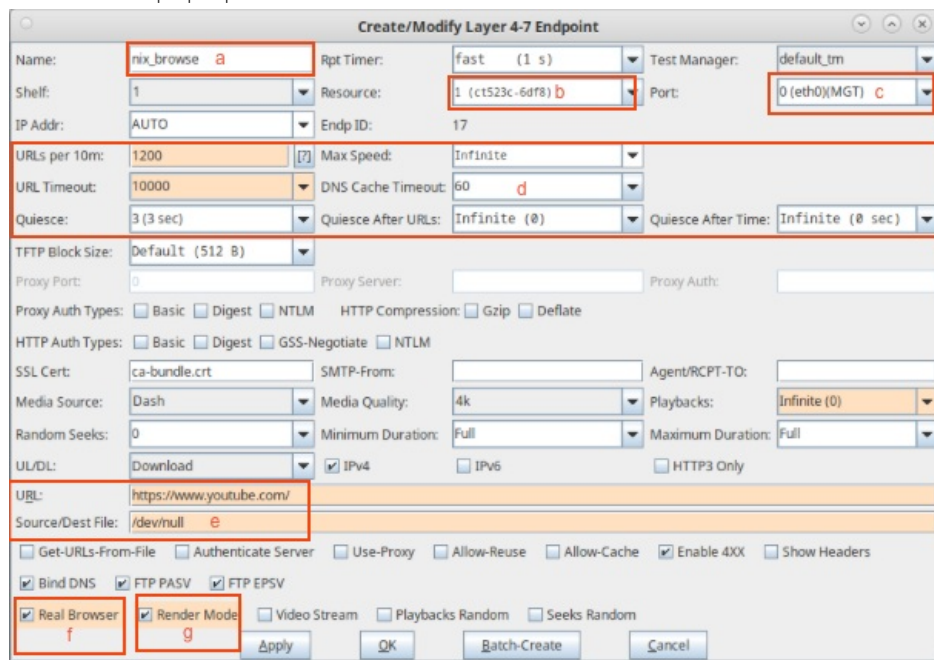 Create/Modify Layer 4-7 Endpoint
Name: nix_browse a Rpt Timer: fast (1 s) Test Manager: default_tm
Shelf: 1 Resource: 1 (ct523c-6df8) b Port: 0 (eth0)(MGT) c
IP Addr: AUTO Endp ID: 17
URLs per 10m: 1200 [?] Max Speed: Infinite
URL Timeout: 10000 DNS Cache Timeout: 60 d
Quiesce: 3 (3 sec) Quiesce After URLs: Infinite (0) Quiesce After Time: Infinite (0 sec)
TFTP Block Size: Default (512 B)
Proxy Port: 0 Proxy Server: Proxy Auth:
Proxy Auth Types: Basic Digest NTLM HTTP Compression: Gzip Deflate
HTTP Auth Types: Basic Digest GSS-Negotiate NTLM
SSL Cert: ca-bundle.crt SMTP-From: Agent/RCPT-TO:
Media Source: Dash Media Quality: 4k Playbacks: Infinite (0)
Random Seeks: 0 Minimum Duration: Full Maximum Duration: Full
UL/DL: Download IPv4 IPv6 HTTP3 Only
URL: https://www.youtube.com/
Source/Dest File: /dev/null e
Get-URLs-From-File Authenticate Server Use-Proxy Allow-Reuse Allow-Cache Enable 4XX Show Headers
Bind DNS FTP PASV FTP EPSV
Real Browser Render Mode Video Stream Playbacks Random Seeks Random
f g
Apply OK Batch-Create Cancel